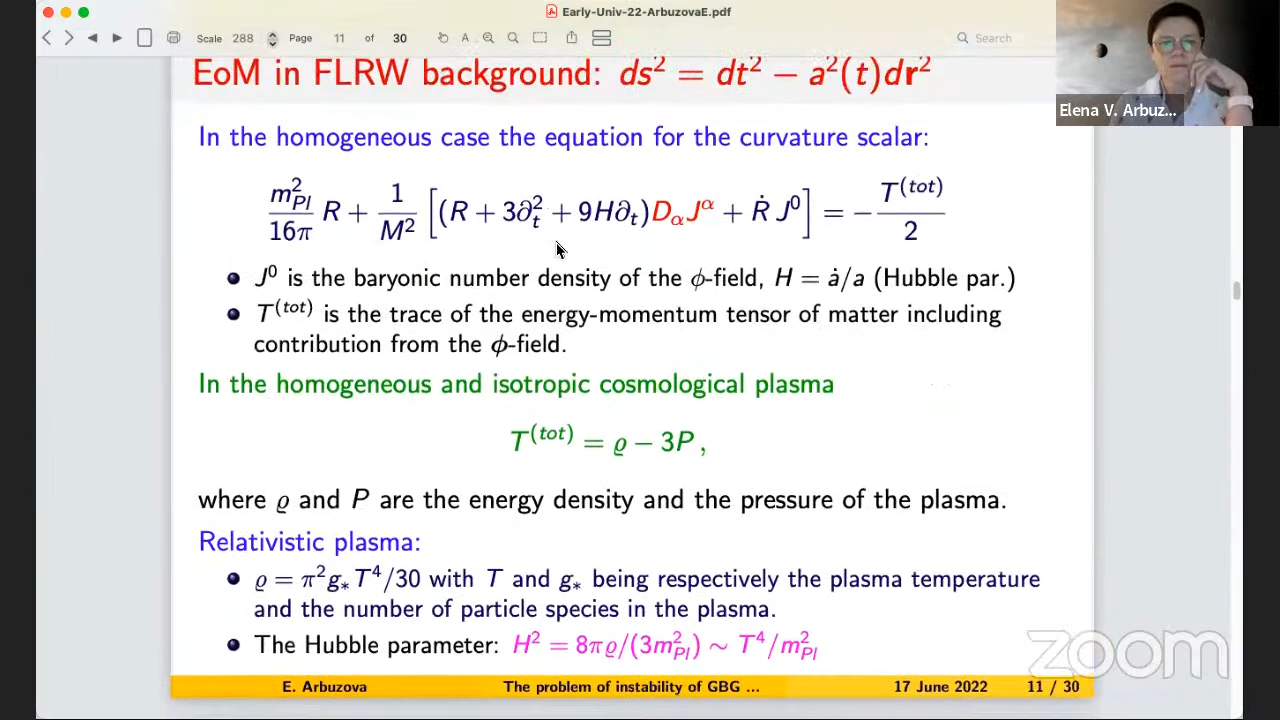 Early-Univ-22-ArbuzovaE.pdf
Scale 288 Page 11 of 30 Search
EoM in FLRW background: ds² = dt² − a²(t)dr²
Elena V. Arbuz...
In the homogeneous case the equation for the curvature scalar:
m²_Pl/16π R + 1/M² [(R + 3∂²_t + 9H∂_t)D_αJ^α + Ṙ J⁰] = − T^(tot)/2
• J⁰ is the baryonic number density of the ϕ-field, H = ȧ/a (Hubble par.)
• T^(tot) is the trace of the energy-momentum tensor of matter including
contribution from the ϕ-field.
In the homogeneous and isotropic cosmological plasma
T^(tot) = ϱ − 3P ,
where ϱ and P are the energy density and the pressure of the plasma.
Relativistic plasma:
• ϱ = π²g∗T⁴/30 with T and g∗ being respectively the plasma temperature
and the number of particle species in the plasma.
• The Hubble parameter: H² = 8πϱ/(3m²_Pl) ∼ T⁴/m²_Pl
zoom
E. Arbuzova The problem of instability of GBG ... 17 June 2022 11 / 30